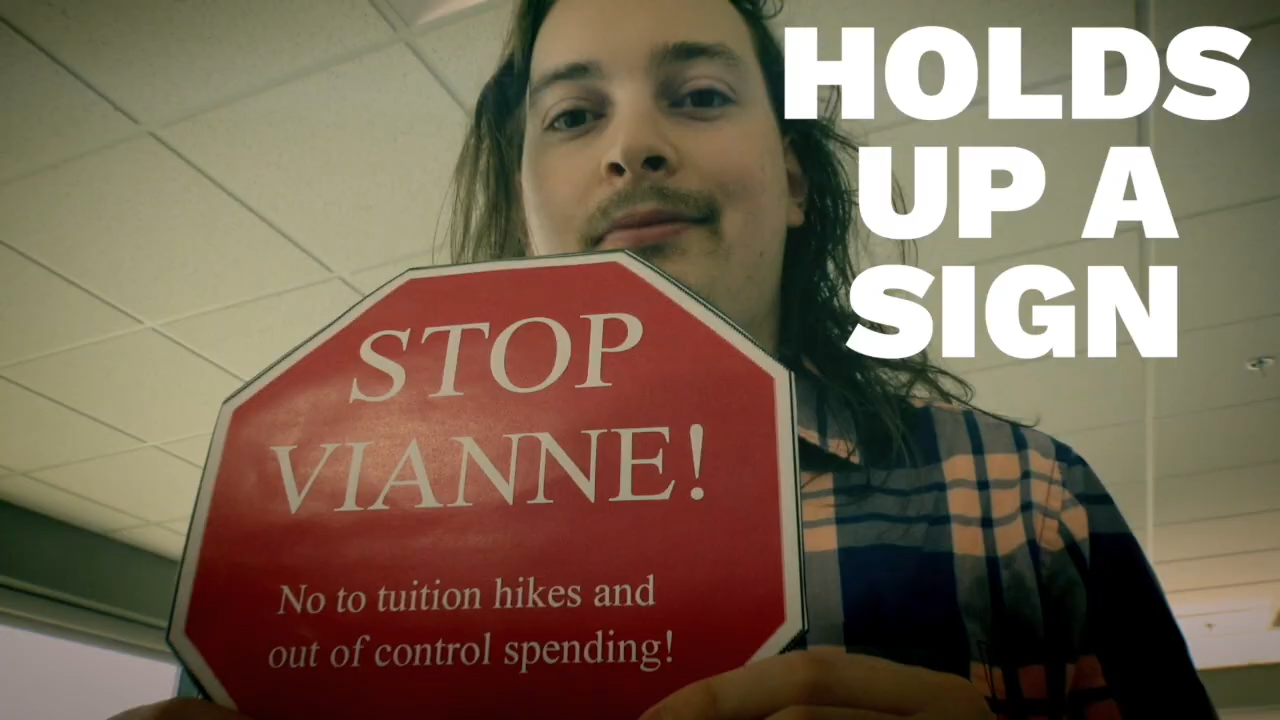 HOLDS
UP A
SIGN
STOP
VIANNE!
No to tuition hikes and
out of control spending!